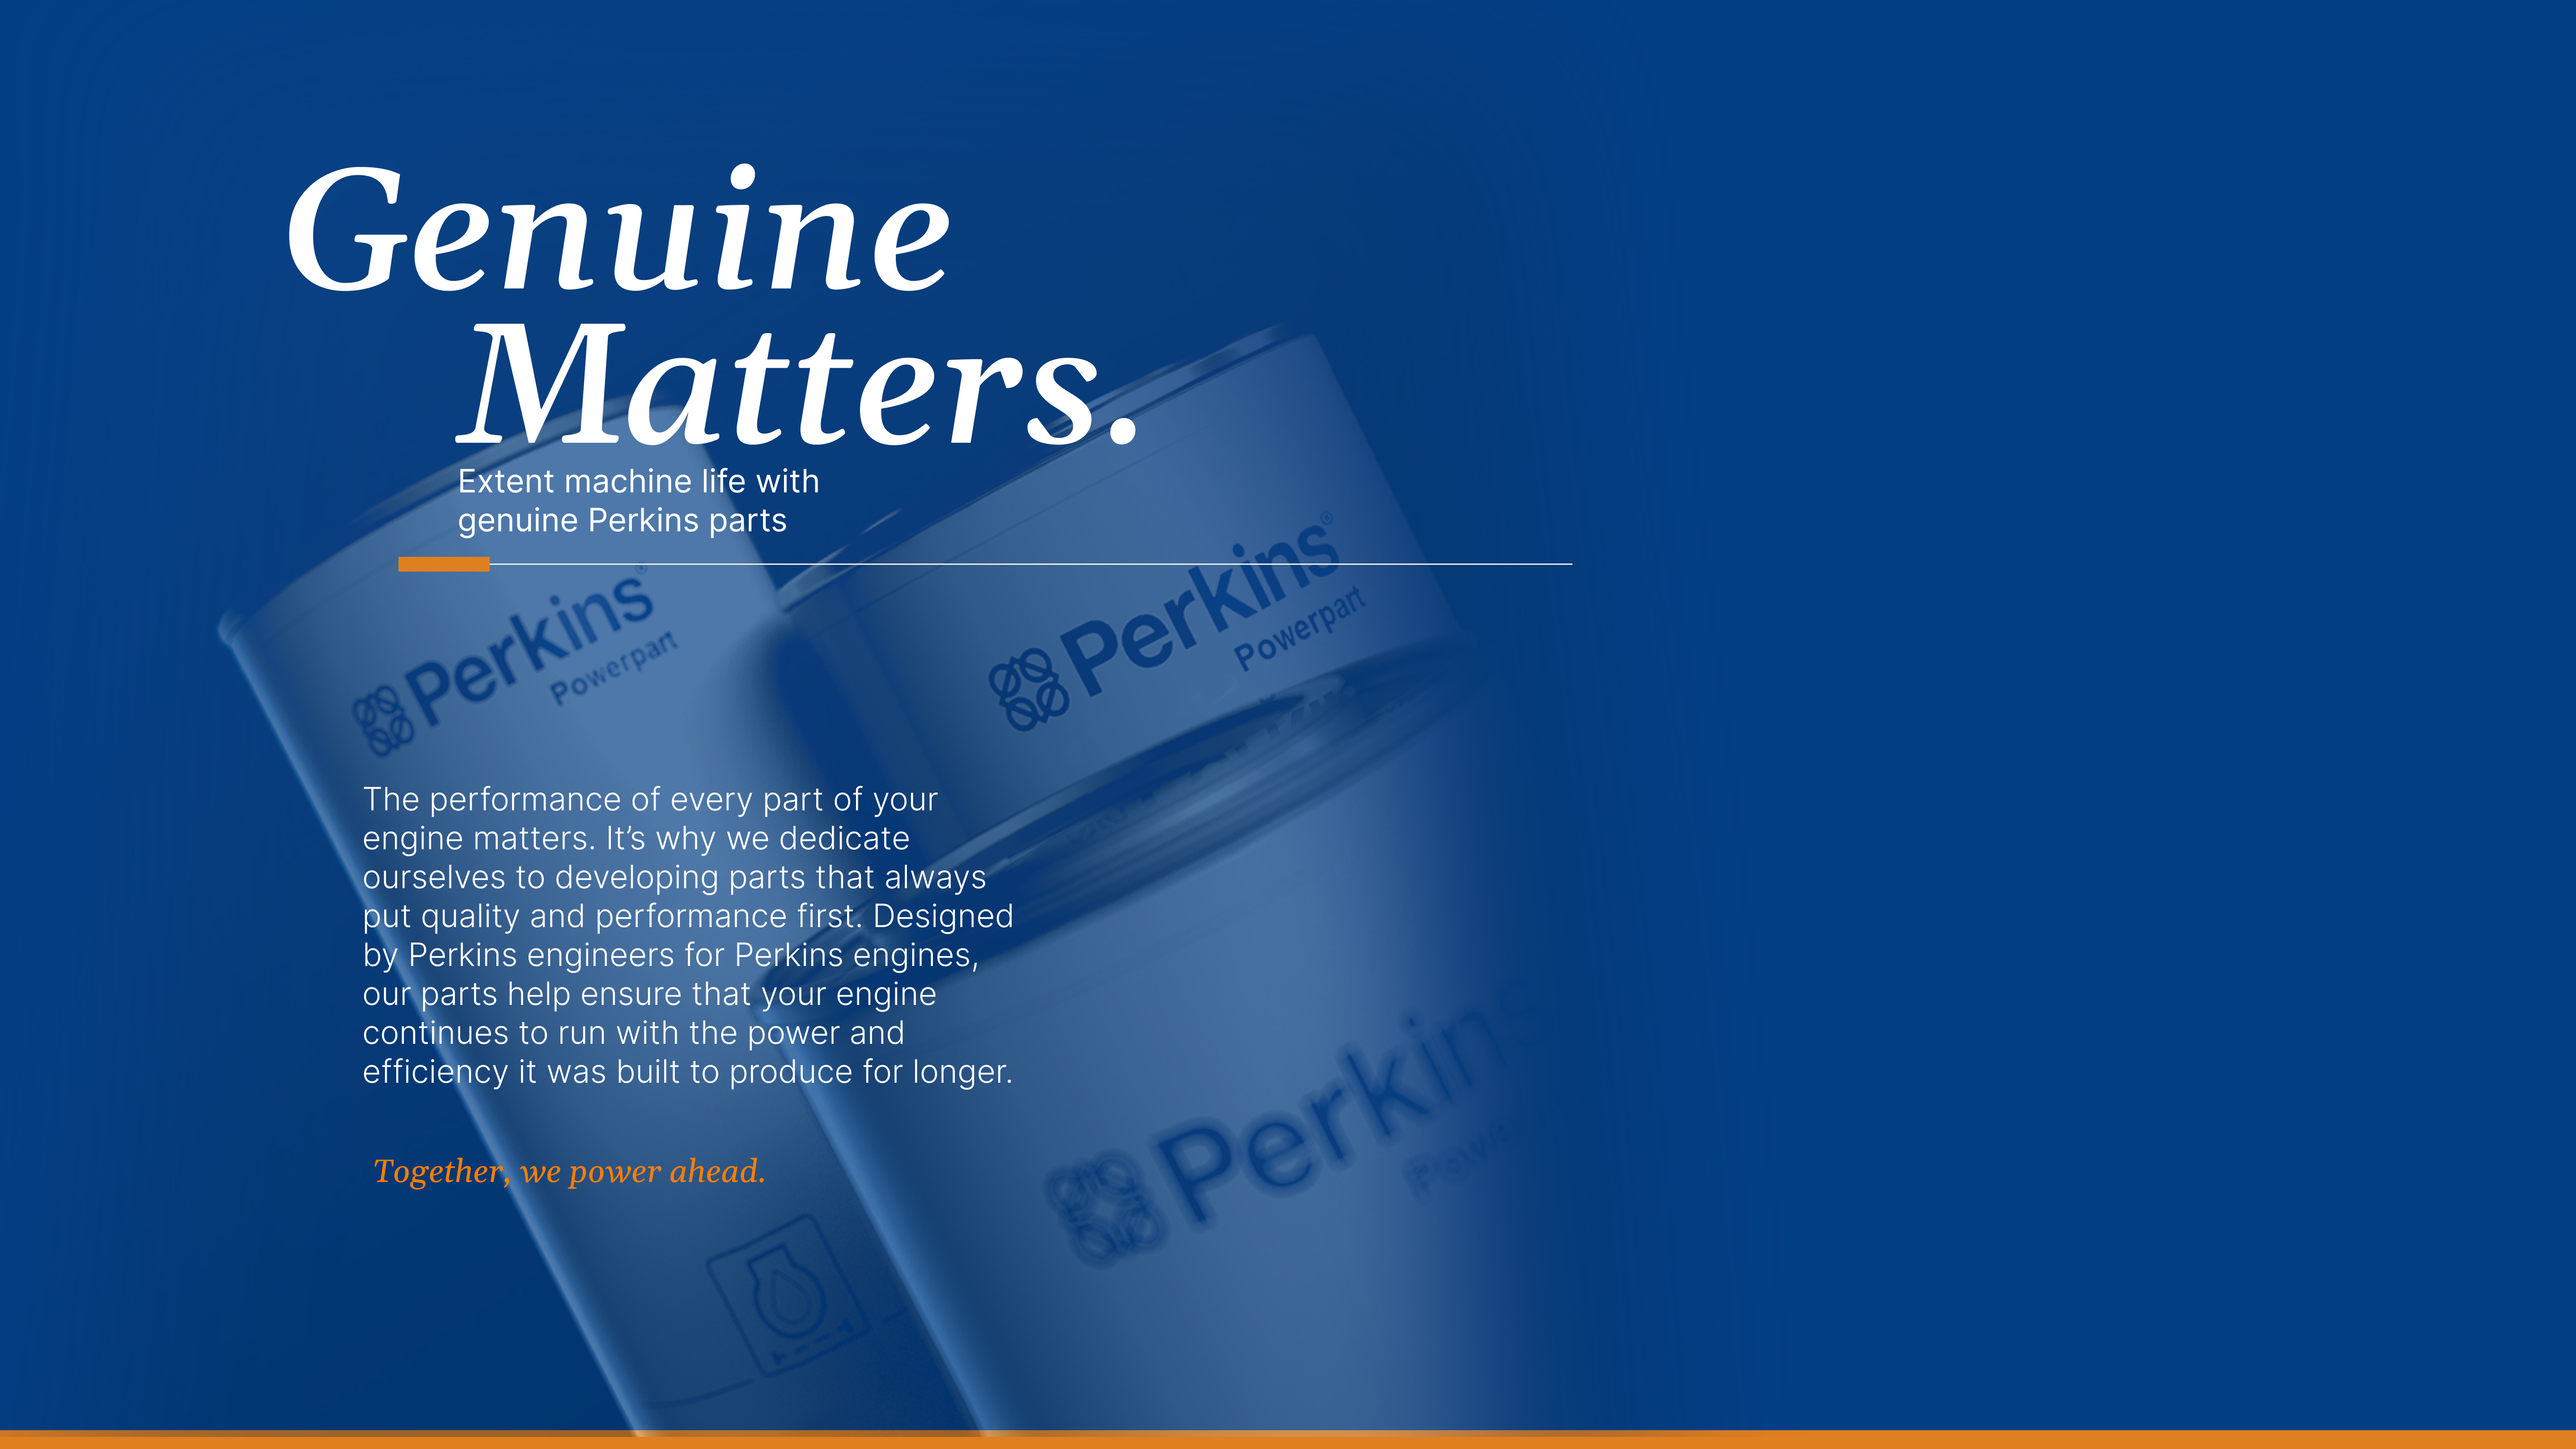 Genuine
Matters.
Extent machine life with
genuine Perkins parts
Perkins®
Powerpart
Perkins®
Powerpart
The performance of every part of your
engine matters. It’s why we dedicate
ourselves to developing parts that always
put quality and performance first. Designed
by Perkins engineers for Perkins engines,
our parts help ensure that your engine
continues to run with the power and
efficiency it was built to produce for longer.
Perkins
Together, we power ahead.